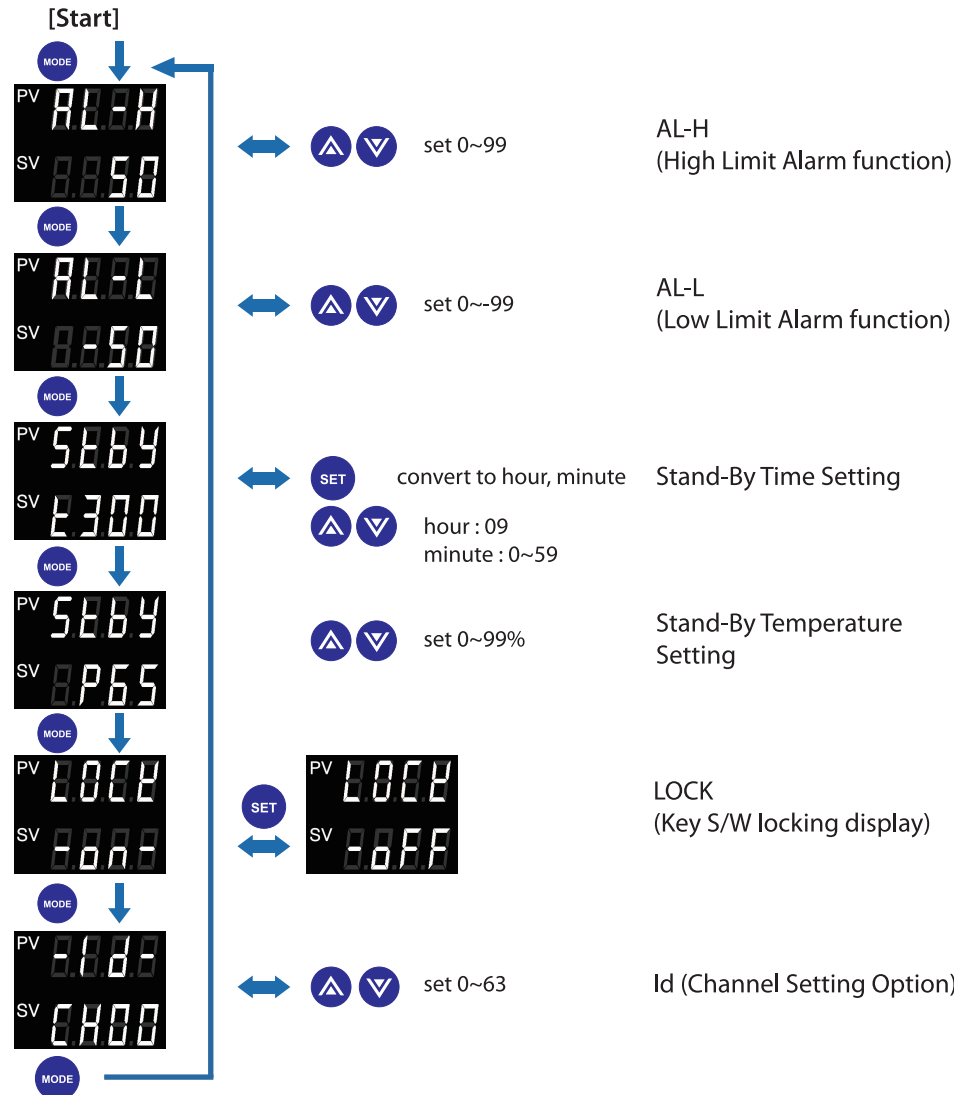 [Start]
MODE
PV AL-H
SV 50
set 0~99
AL-H
(High Limit Alarm function)
MODE
PV AL-L
SV -50
set 0~-99
AL-L
(Low Limit Alarm function)
MODE
PV StbY
SV t300
SET
convert to hour, minute
hour : 09
minute : 0~59
Stand-By Time Setting
MODE
PV StbY
SV P65
set 0~99%
Stand-By Temperature
Setting
MODE
PV LOCK
SV -on-
SET
PV LOCK
SV -oFF
LOCK
(Key S/W locking display)
MODE
PV -Id-
SV CH00
set 0~63
Id (Channel Setting Option)
MODE